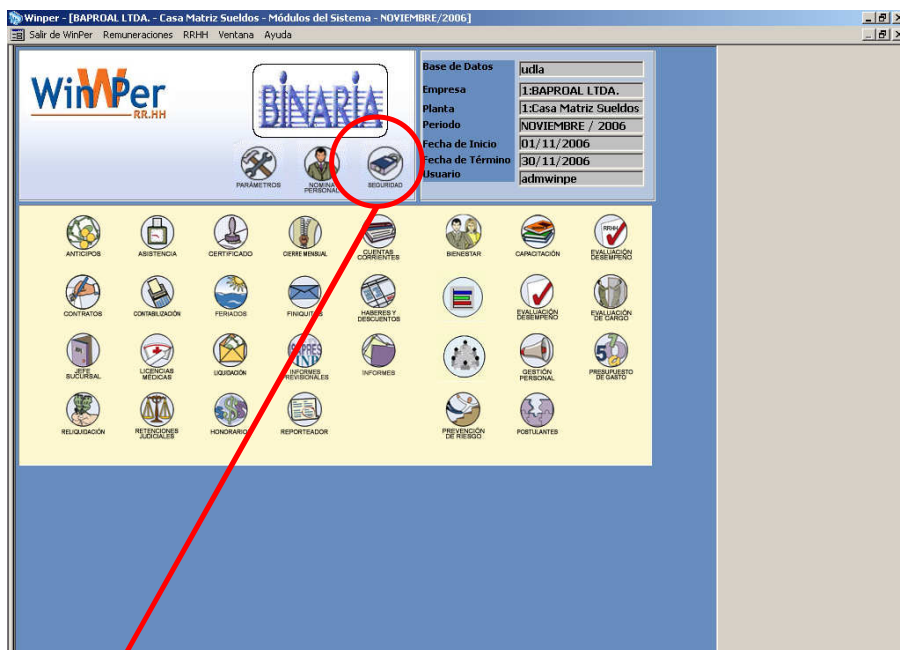 Winper - [BAPROAL LTDA. - Casa Matriz Sueldos - Módulos del Sistema - NOVIEMBRE/2006]
Salir de WinPer Remuneraciones RRHH Ventana Ayuda
WinPer
RR.HH
BINARIA
PARÁMETROS
NOMINA PERSONAL
SEGURIDAD
Base de Datos udla
Empresa 1:BAPROAL LTDA.
Planta 1:Casa Matriz Sueldos
Periodo NOVIEMBRE / 2006
Fecha de Inicio 01/11/2006
Fecha de Término 30/11/2006
Usuario admwinpe
ANTICIPOS
ASISTENCIA
CERTIFICADO
CIERRE MENSUAL
CUENTAS CORRIENTES
BIENESTAR
CAPACITACIÓN
RRHH
EVALUACIÓN DESEMPEÑO
CONTRATOS
CONTABILIZACIÓN
FERIADOS
FINIQUITOS
HABERES Y DESCUENTOS
EVALUACIÓN DESEMPEÑO
EVALUACIÓN DE CARGO
JEFE SUCURSAL
LICENCIAS MÉDICAS
LIQUIDACIÓN
INFORMES PREVISIONALES
INFORMES
GESTIÓN PERSONAL
PRESUPUESTO DE GASTO
RELIQUIDACIÓN
RETENCIONES JUDICIALES
HONORARIOS
REPORTEADOR
PREVENCIÓN DE RIESGO
POSTULANTES